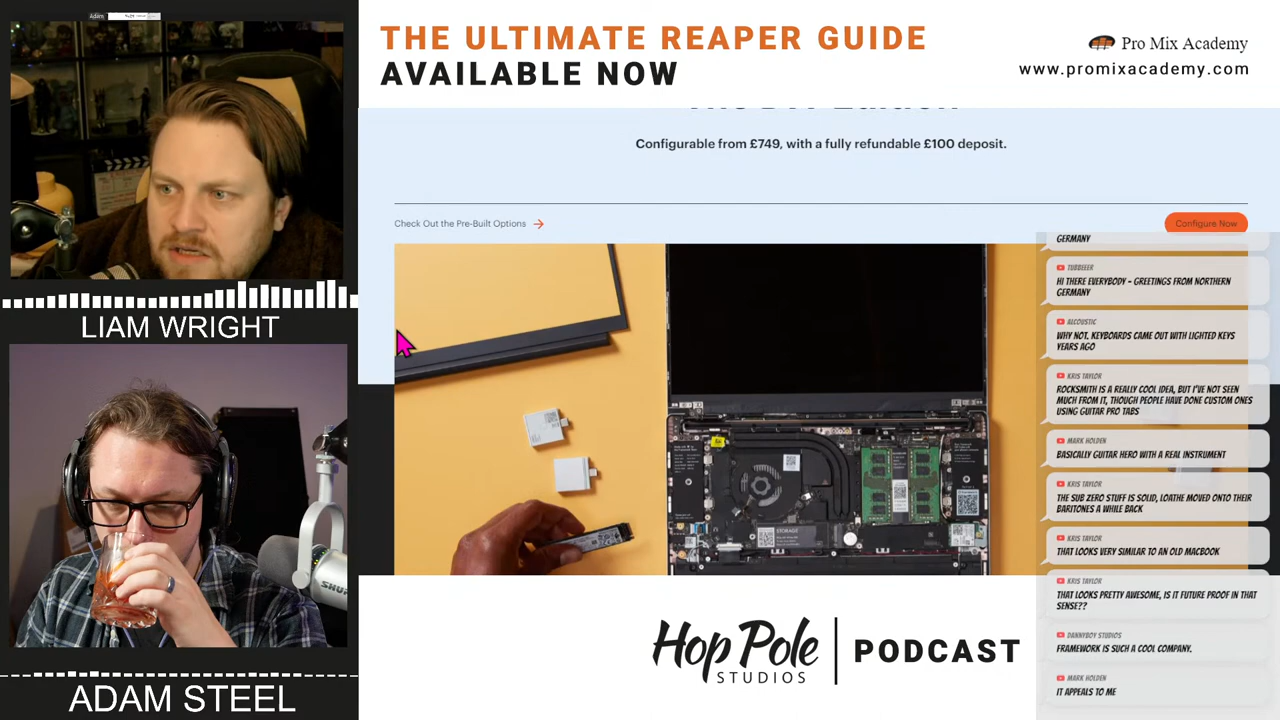 Adam
LIAM WRIGHT
ADAM STEEL
SHURE
THE ULTIMATE REAPER GUIDE
AVAILABLE NOW
Pro Mix Academy
www.promixacademy.com
Configurable from £749, with a fully refundable £100 deposit.
Check Out the Pre-Built Options
Configure Now
STORAGE
Hop Pole
STUDIOS
PODCAST
GERMANY
TUBBEEER
HI THERE EVERYBODY - GREETINGS FROM NORTHERN
GERMANY
ALCOUSTIC
WHY NOT. KEYBOARDS CAME OUT WITH LIGHTED KEYS
YEARS AGO
KRIS TAYLOR
ROCKSMITH IS A REALLY COOL IDEA, BUT I'VE NOT SEEN
MUCH FROM IT, THOUGH PEOPLE HAVE DONE CUSTOM ONES
USING GUITAR PRO TABS
MARK HOLDEN
BASICALLY GUITAR HERO WITH A REAL INSTRUMENT
KRIS TAYLOR
THE SUB ZERO STUFF IS SOLID, LOATHE MOVED ONTO THEIR
BARITONES A WHILE BACK
KRIS TAYLOR
THAT LOOKS VERY SIMILAR TO AN OLD MACBOOK
KRIS TAYLOR
THAT LOOKS PRETTY AWESOME, IS IT FUTURE PROOF IN THAT
SENSE??
DANNYBOY STUDIOS
FRAMEWORK IS SUCH A COOL COMPANY.
MARK HOLDEN
IT APPEALS TO ME